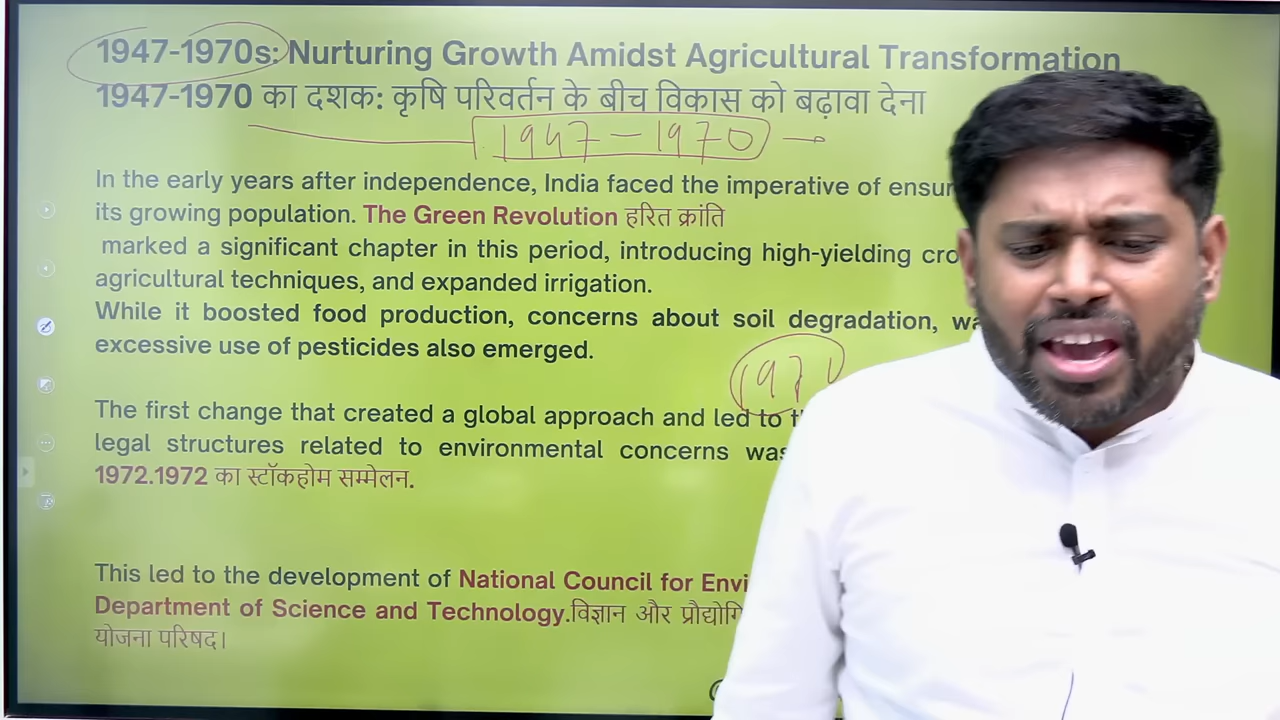 1947-1970s: Nurturing Growth Amidst Agricultural Transformation
1947-1970 का दशक: कृषि परिवर्तन के बीच विकास को बढ़ावा देना
1947-1970
In the early years after independence, India faced the imperative of
its growing population. The Green Revolution हरित क्रांति
marked a significant chapter in this period, introducing high-yielding
agricultural techniques, and expanded irrigation.
While it boosted food production, concerns about soil degradation,
excessive use of pesticides also emerged.
The first change that created a global approach and led to
legal structures related to environmental concerns was
1972.1972 का स्टॉकहोम सम्मेलन.
This led to the development of National Council for
Department of Science and Technology.विज्ञान और
योजना परिषद।